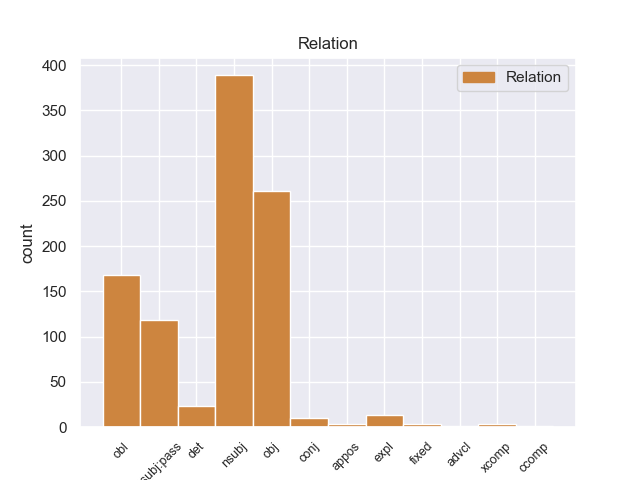 Relation
Relation
count
400
350
300
250
200
150
100
50
0
obl
subj:pass
det
nsubj
obj
conj
appos
expl
fixed
advcl
xcomp
ccomp